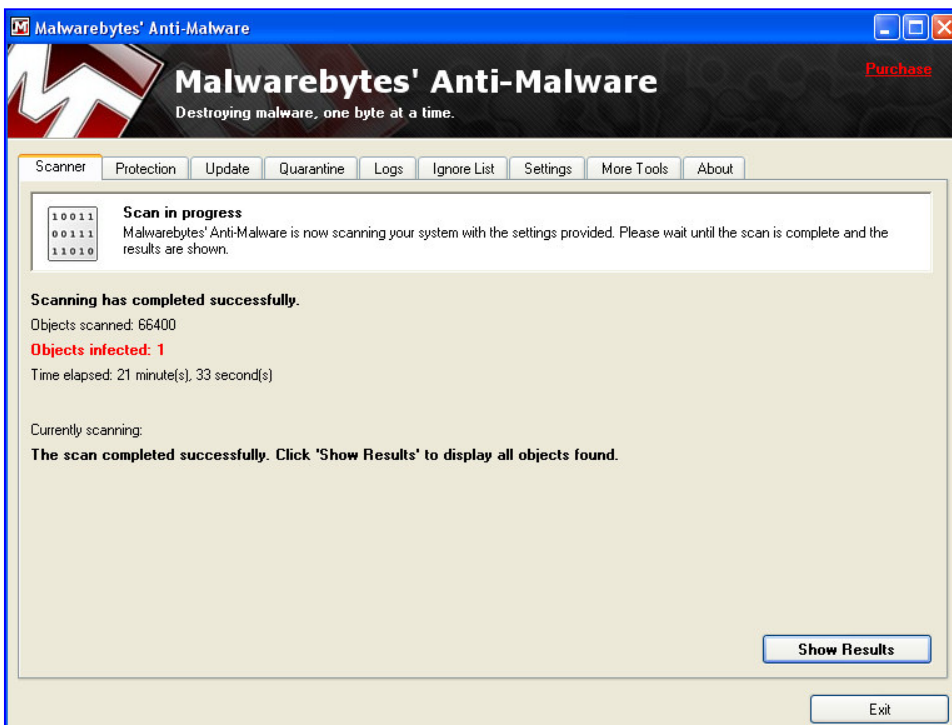 Malwarebytes' Anti-Malware
Malwarebytes' Anti-Malware
Purchase
Destroying malware, one byte at a time.
Scanner Protection Update Quarantine Logs Ignore List Settings More Tools About
10011
00111
11010
Scan in progress
Malwarebytes' Anti-Malware is now scanning your system with the settings provided. Please wait until the scan is complete and the
results are shown.
Scanning has completed successfully.
Objects scanned: 66400
Objects infected: 1
Time elapsed: 21 minute(s), 33 second(s)
Currently scanning:
The scan completed successfully. Click 'Show Results' to display all objects found.
Show Results
Exit